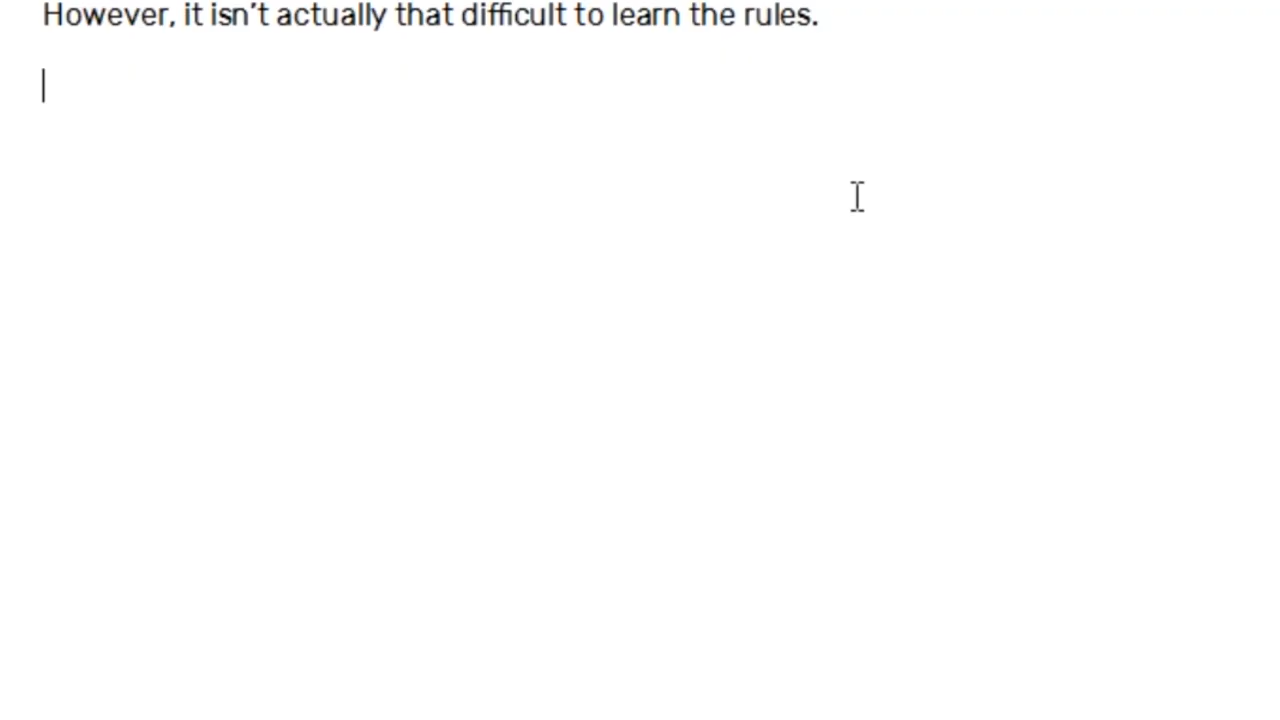 However, it isn’t actually that difficult to learn the rules.